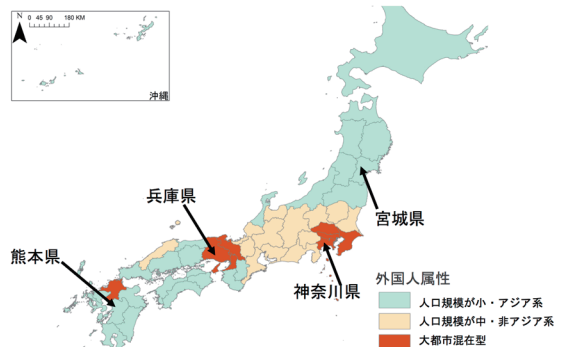 N
0 45 90 180 KM
沖縄
兵庫県
宮城県
熊本県
神奈川県
外国人属性
人口規模が小・アジア系
人口規模が中・非アジア系
大都市混在型